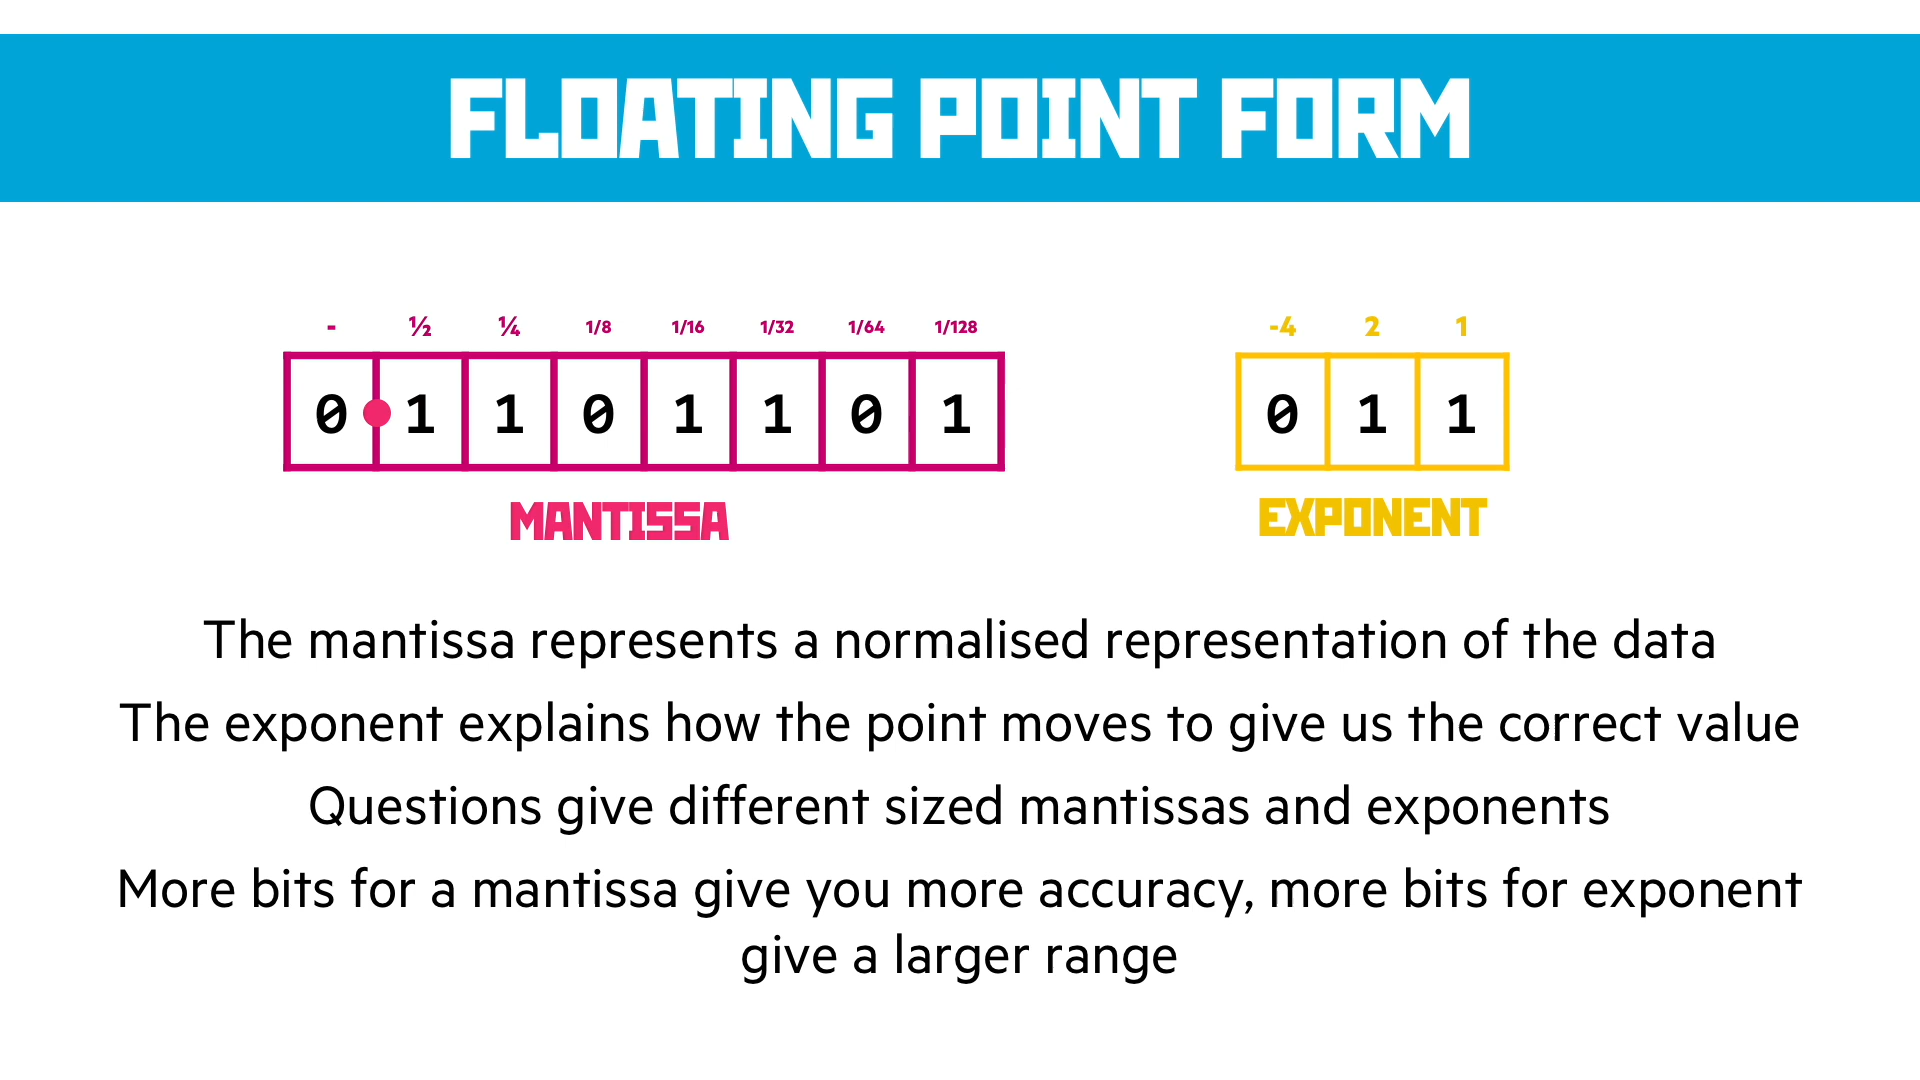 FLOATING POINT FORM
- ½ ¼ 1/8 1/16 1/32 1/64 1/128
0 1 1 0 1 1 0 1
MANTISSA
-4 2 1
0 1 1
EXPONENT
The mantissa represents a normalised representation of the data
The exponent explains how the point moves to give us the correct value
Questions give different sized mantissas and exponents
More bits for a mantissa give you more accuracy, more bits for exponent
give a larger range